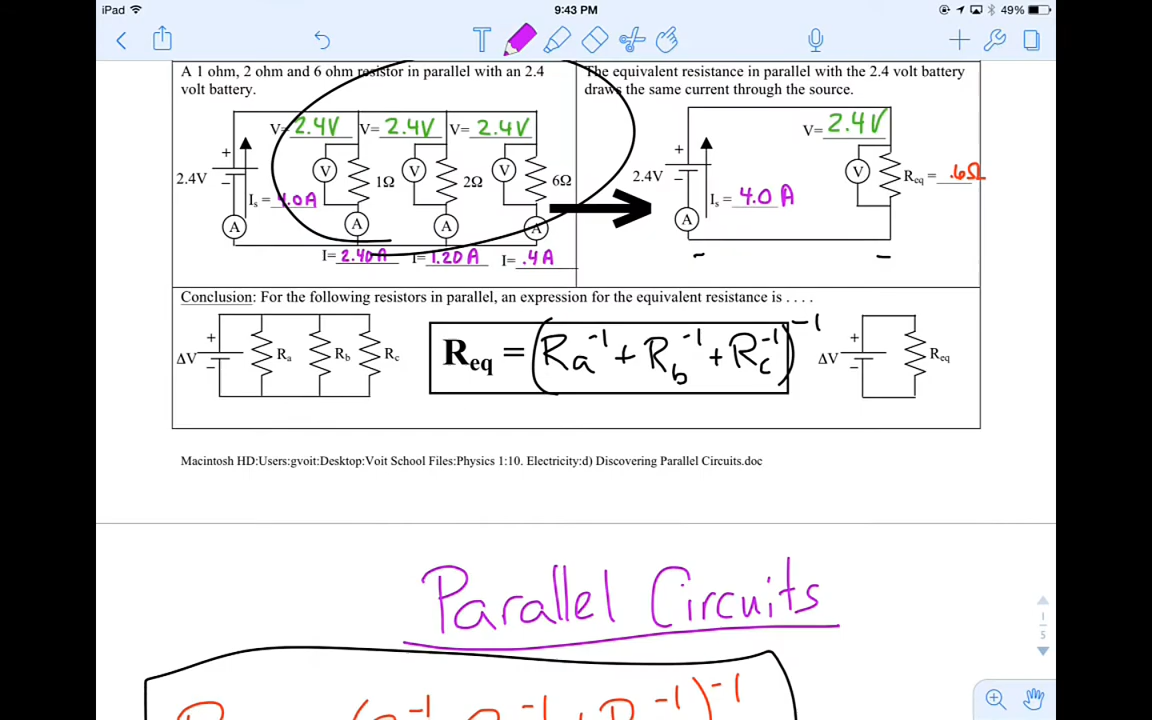 iPad 9:43 PM 49%
A 1 ohm, 2 ohm and 6 ohm resistor in parallel with an 2.4
volt battery.
V= 2.4V V= 2.4V V= 2.4V
+
−
2.4V
V V V
1Ω 2Ω 6Ω
Is = 4.0A
A A A A
I= 2.40A I= 1.20A I= .4A
The equivalent resistance in parallel with the 2.4 volt battery
draws the same current through the source.
V= 2.4V
+
−
2.4V
V
Req = .6Ω
Is = 4.0 A
A
Conclusion: For the following resistors in parallel, an expression for the equivalent resistance is . . . .
+
ΔV
−
Ra Rb Rc
Req = (Ra⁻¹ + Rb⁻¹ + Rc⁻¹)⁻¹
+
ΔV
−
Req
Macintosh HD:Users:gvoit:Desktop:Voit School Files:Physics 1:10. Electricity:d) Discovering Parallel Circuits.doc
Parallel Circuits
1
5